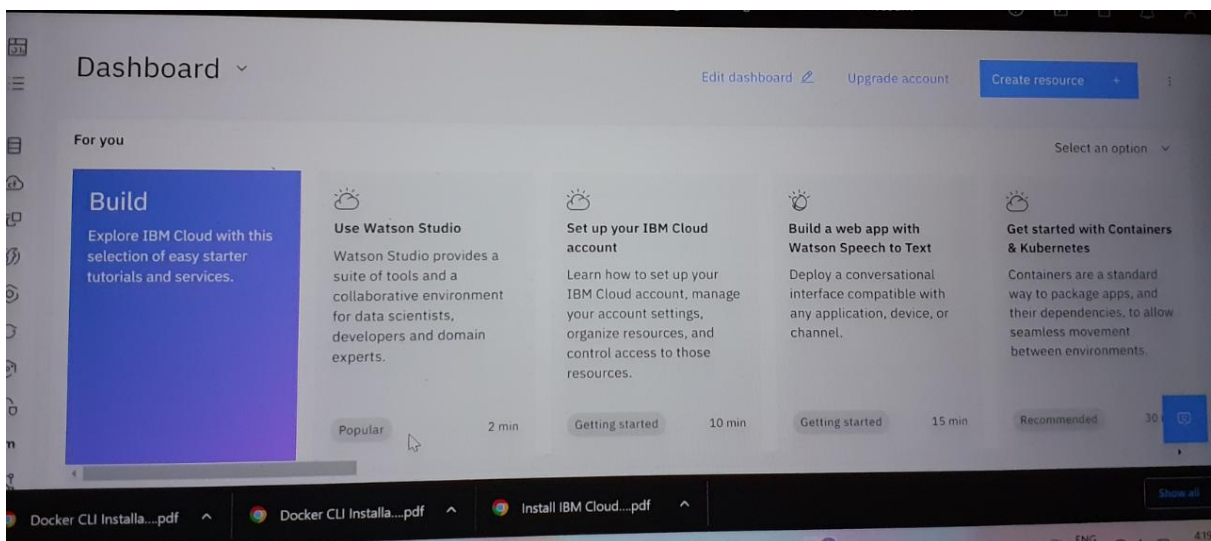 Dashboard
Edit dashboard
Upgrade account
Create resource +
For you
Select an option
Build
Explore IBM Cloud with this
selection of easy starter
tutorials and services.
Use Watson Studio
Watson Studio provides a
suite of tools and a
collaborative environment
for data scientists,
developers and domain
experts.
Popular
2 min
Set up your IBM Cloud
account
Learn how to set up your
IBM Cloud account, manage
your account settings,
organize resources, and
control access to those
resources.
Getting started
10 min
Build a web app with
Watson Speech to Text
Deploy a conversational
interface compatible with
any application, device, or
channel.
Getting started
15 min
Get started with Containers
& Kubernetes
Containers are a standard
way to package apps, and
their dependencies, to allow
seamless movement
between environments.
Recommended
30
Docker CLI Installa....pdf
Docker CLI Installa....pdf
Install IBM Cloud....pdf
Show all
ENG